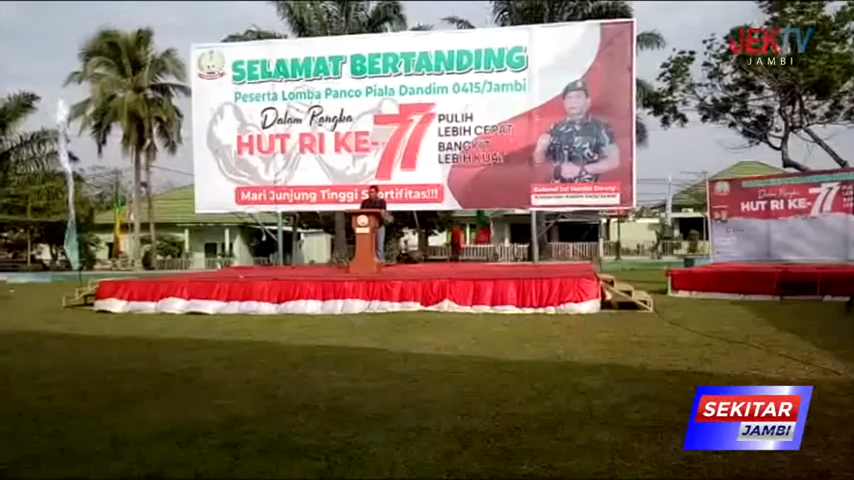 JEKTV
JAMBI
SELAMAT BERTANDING
Peserta Lomba Panco Piala Dandim 0415/Jambi
Dalam Rangka
HUT RI KE-77
PULIH
LEBIH CEPAT
BANGKIT
LEBIH KUAT
Mari Junjung Tinggi Sportifitas!!!
Dalam Rangka
HUT RI KE-77
SEKITAR
JAMBI